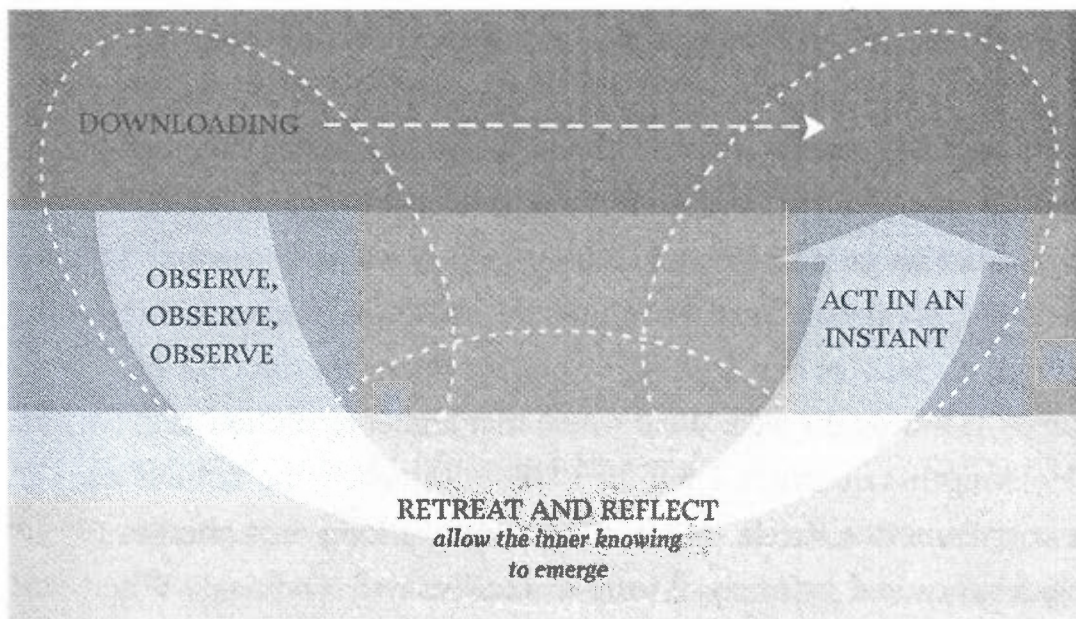 DOWNLOADING
OBSERVE,
OBSERVE,
OBSERVE
ACT IN AN
INSTANT
RETREAT AND REFLECT
allow the inner knowing
to emerge